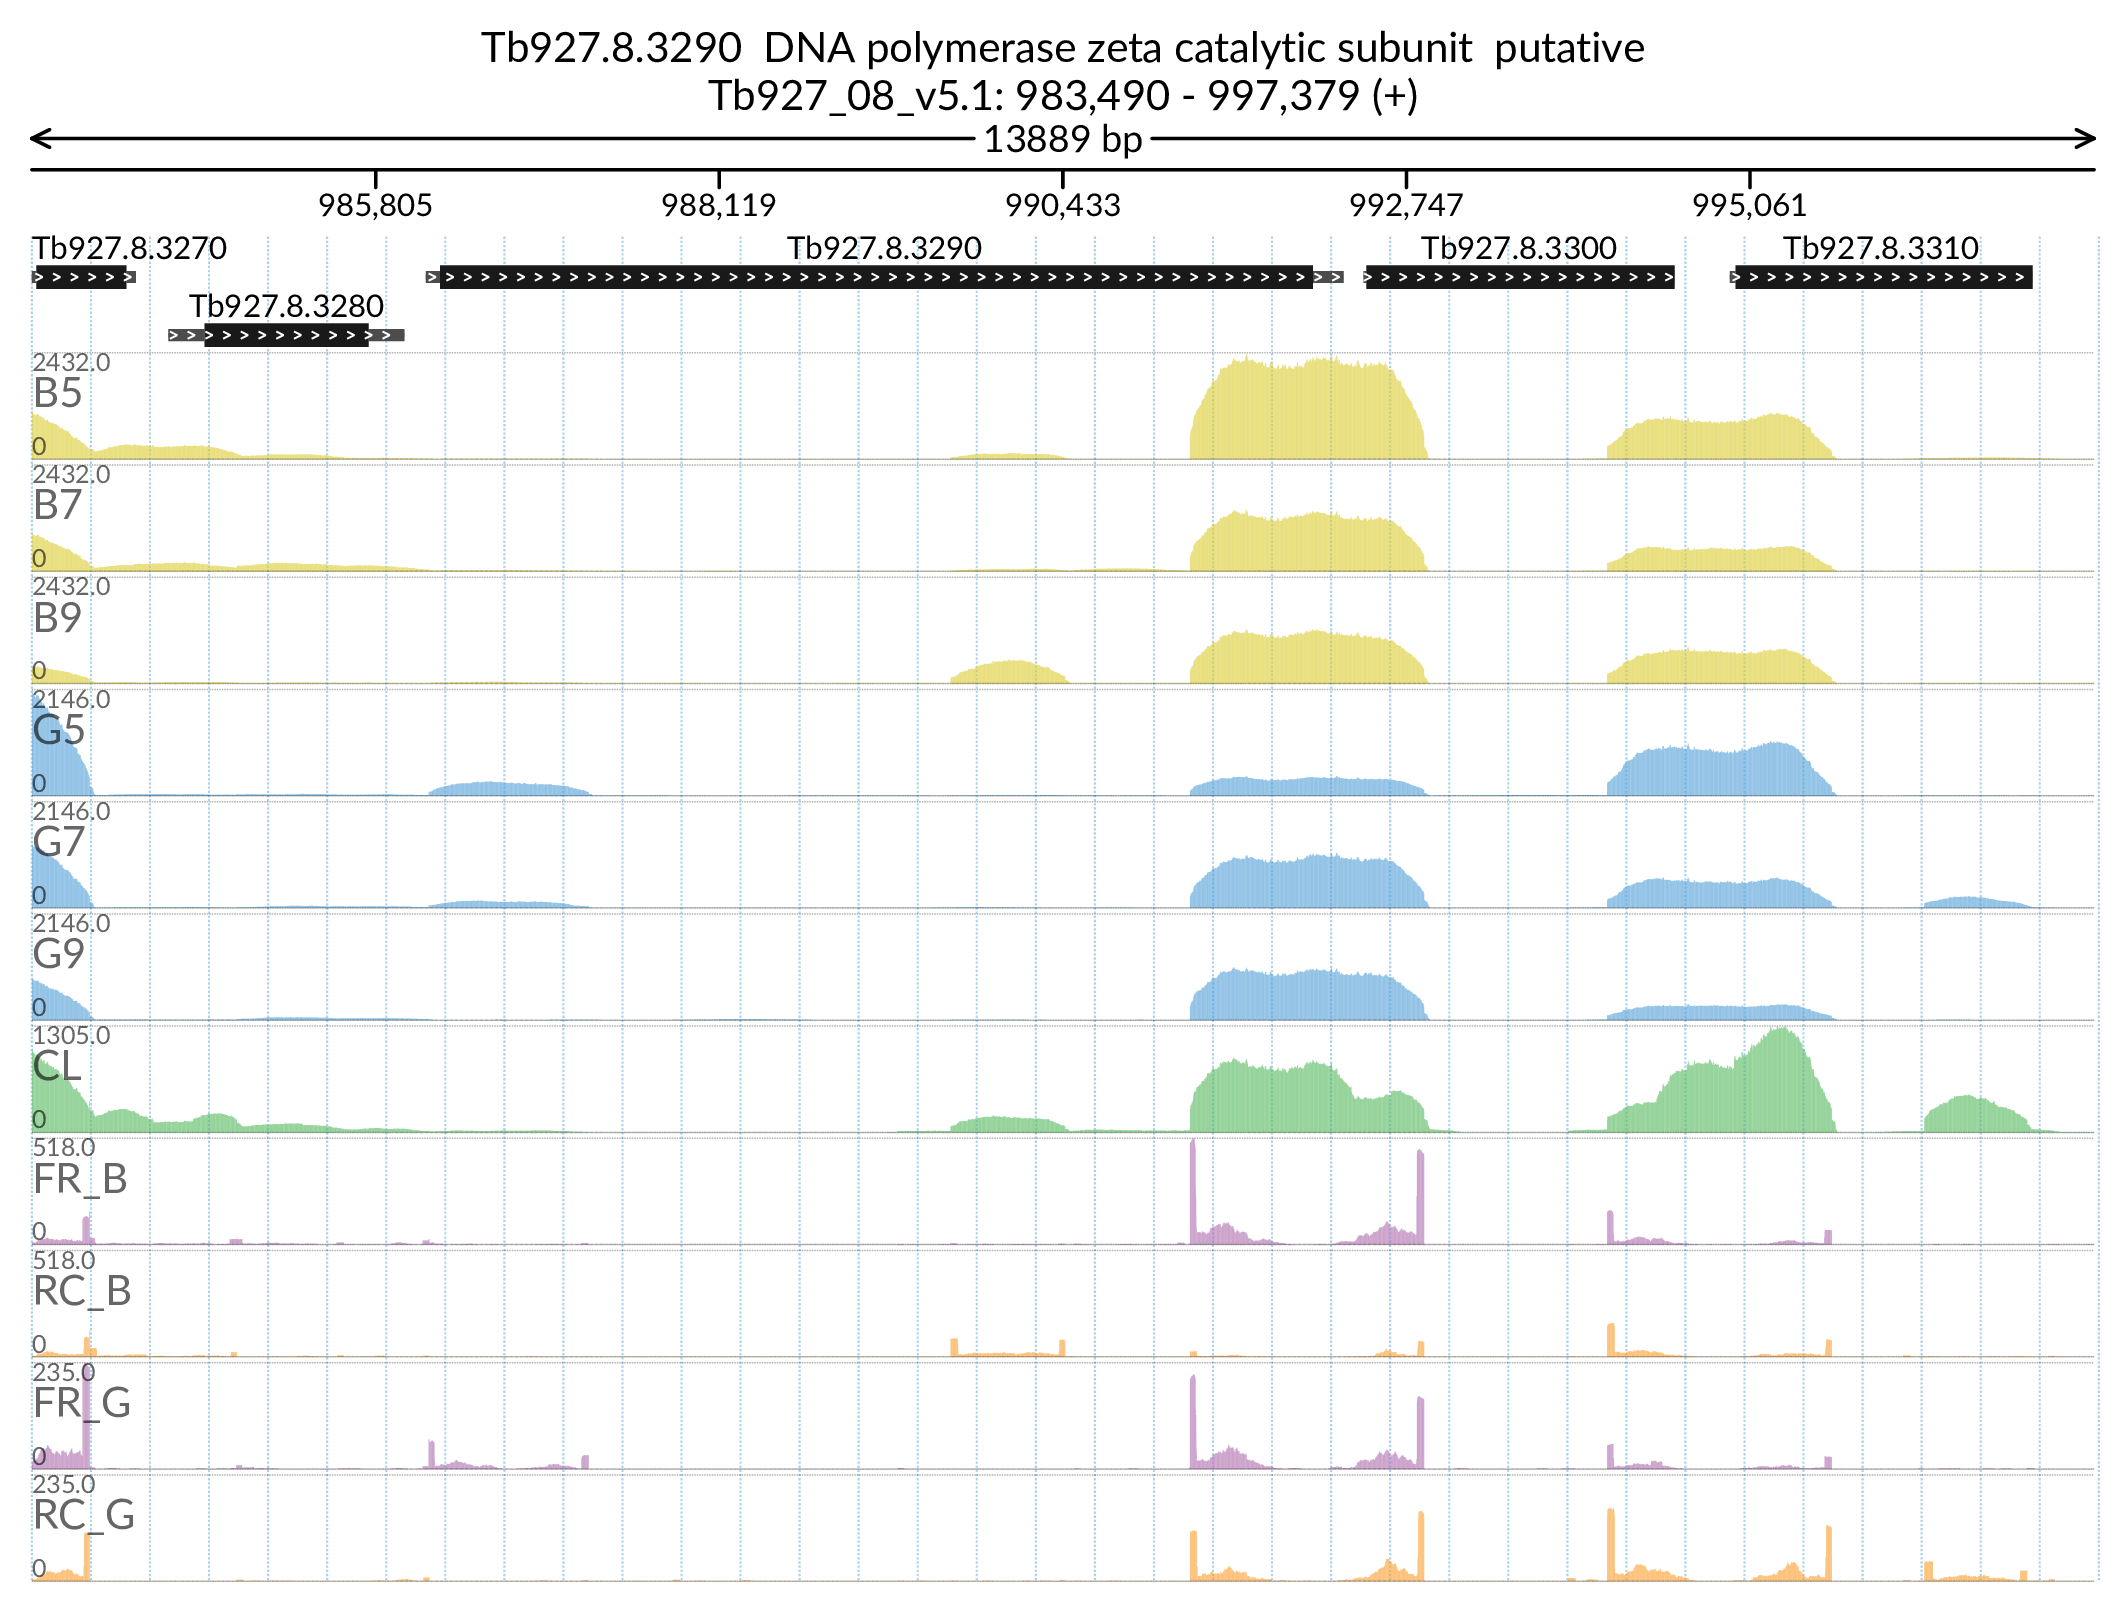 Tb927.8.3290  DNA polymerase zeta catalytic subunit  putative
Tb927_08_v5.1: 983,490 - 997,379 (+)
13889 bp
985,805 988,119 990,433 992,747 995,061
Tb927.8.3270 Tb927.8.3290 Tb927.8.3300 Tb927.8.3310
Tb927.8.3280
2432.0
B5
0
2432.0
B7
0
2432.0
B9
0
2146.0
G5
0
2146.0
G7
0
2146.0
G9
0
1305.0
CL
0
518.0
FR_B
0
518.0
RC_B
0
235.0
FR_G
0
235.0
RC_G
0